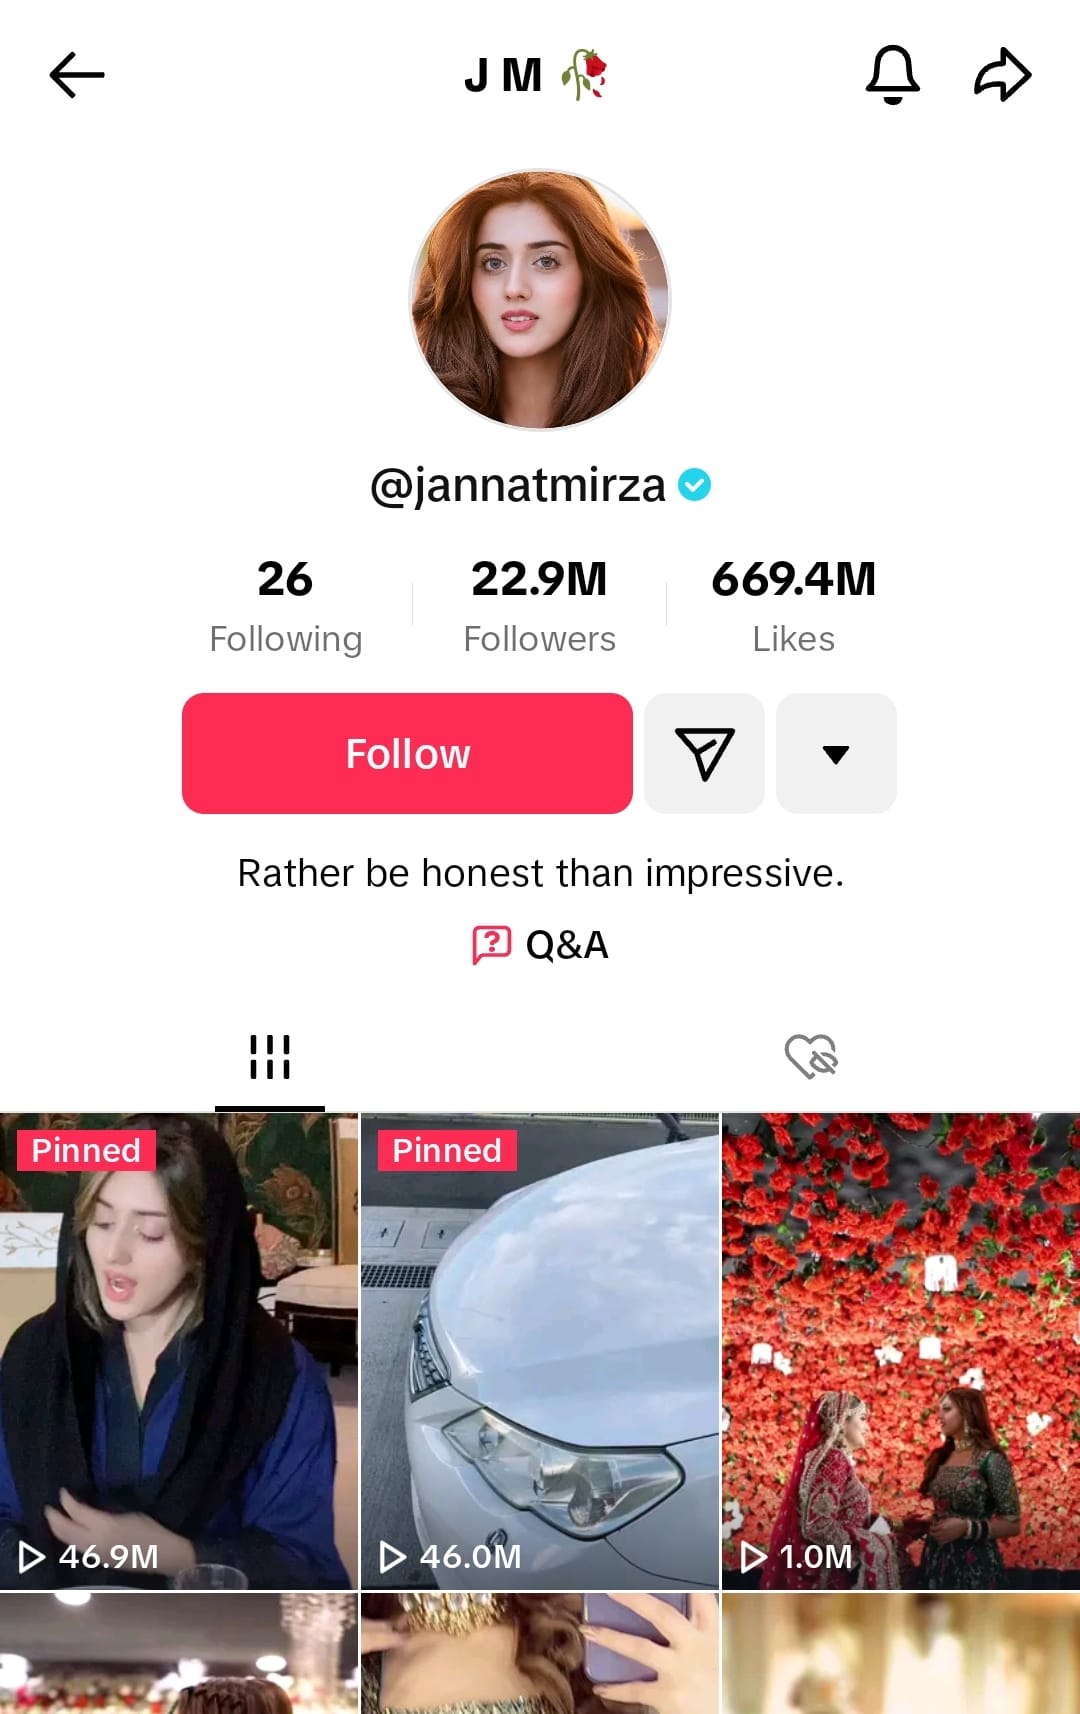 J M 🥀
@jannatmirza
26 22.9M 669.4M
Following Followers Likes
Follow
Rather be honest than impressive.
Q&A
Pinned Pinned
46.9M 46.0M 1.0M